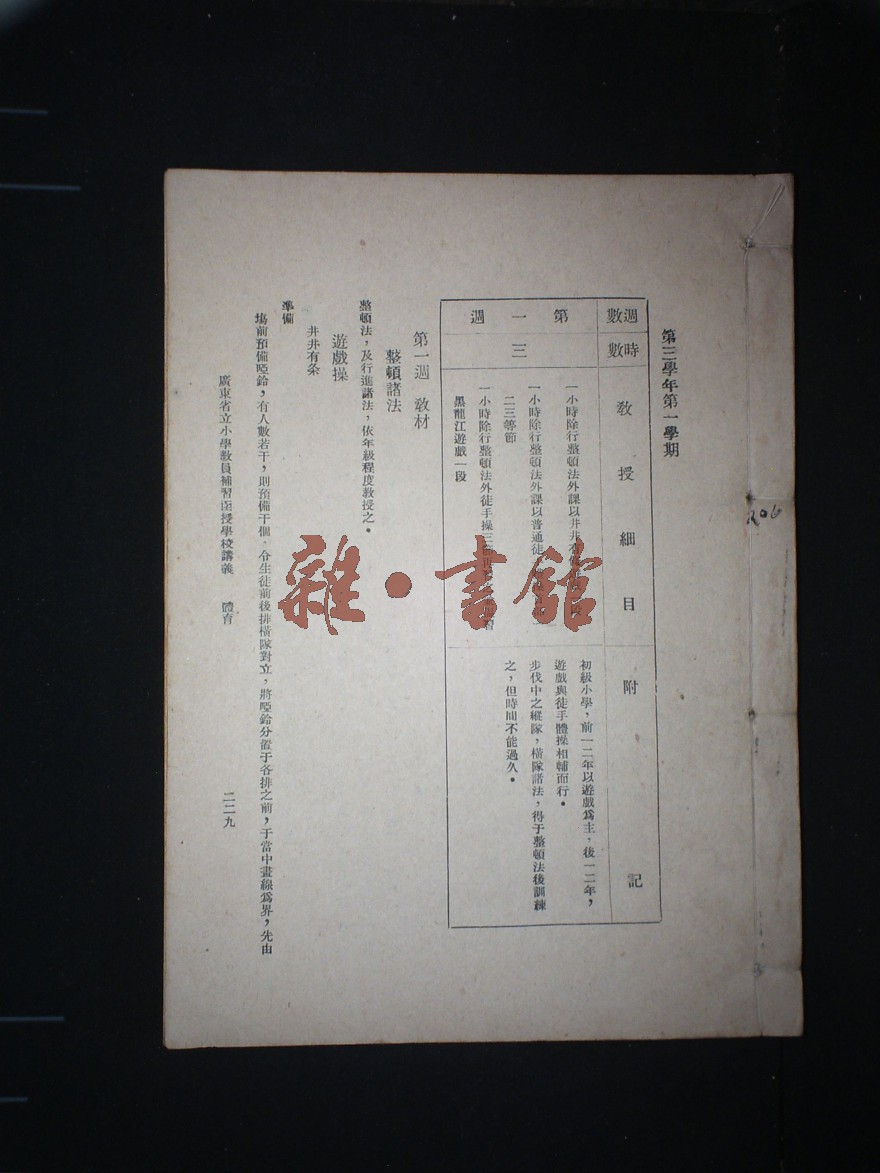 第三學年第一學期
週數
時數
教授細目
附記
第一週
三
一小時除行整頓法外課以井井有
一小時除行整頓法外課以普通徒
二三等節
一小時除行整頓法外徒手操三
黑龍江遊戲一段
初級小學，前一二年以遊戲爲主，後一二年，
遊戲與徒手體操相輔而行。
步伐中之縱隊，橫隊諸法，得于整頓法後訓練
之，但時間不能過久。
第一週 教材
整頓諸法
整頓法，及行進諸法，依年級程度教授之。
遊戲操
井井有条
準備
塲前預備啞鈴，有人數若干，則預備干個。令生徒前後排橫隊對立，將啞鈴分置于各排之前，于當中畫線爲界，先由
廣東省立小學教員補習函授學校講義 體育 二二九
206
雜·書館